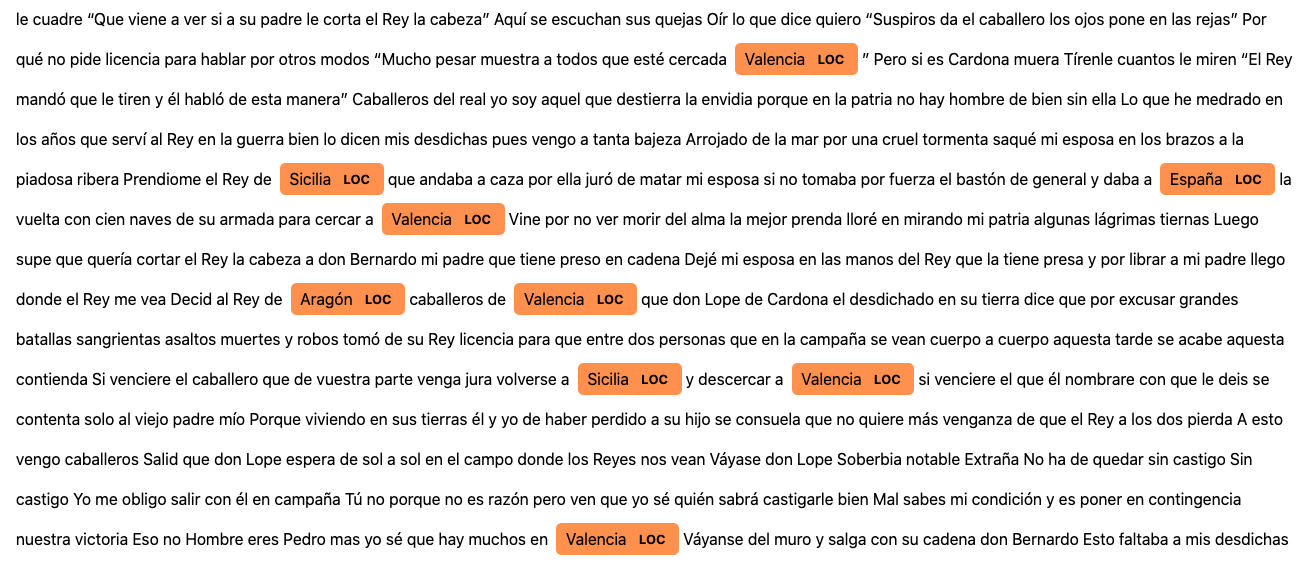 le cuadre “Que viene a ver si a su padre le corta el Rey la cabeza” Aquí se escuchan sus quejas Oír lo que dice quiero “Suspiros da el caballero los ojos pone en las rejas” Por
qué no pide licencia para hablar por otros modos “Mucho pesar muestra a todos que esté cercada Valencia LOC ” Pero si es Cardona muera Tírenle cuantos le miren “El Rey
mandó que le tiren y él habló de esta manera” Caballeros del real yo soy aquel que destierra la envidia porque en la patria no hay hombre de bien sin ella Lo que he medrado en
los años que serví al Rey en la guerra bien lo dicen mis desdichas pues vengo a tanta bajeza Arrojado de la mar por una cruel tormenta saqué mi esposa en los brazos a la
piadosa ribera Prendiome el Rey de Sicilia LOC que andaba a caza por ella juró de matar mi esposa si no tomaba por fuerza el bastón de general y daba a España LOC la
vuelta con cien naves de su armada para cercar a Valencia LOC Vine por no ver morir del alma la mejor prenda lloré en mirando mi patria algunas lágrimas tiernas Luego
supe que quería cortar el Rey la cabeza a don Bernardo mi padre que tiene preso en cadena Dejé mi esposa en las manos del Rey que la tiene presa y por librar a mi padre llego
donde el Rey me vea Decid al Rey de Aragón LOC caballeros de Valencia LOC que don Lope de Cardona el desdichado en su tierra dice que por excusar grandes
batallas sangrientas asaltos muertes y robos tomó de su Rey licencia para que entre dos personas que en la campaña se vean cuerpo a cuerpo aquesta tarde se acabe aquesta
contienda Si venciere el caballero que de vuestra parte venga jura volverse a Sicilia LOC y descercar a Valencia LOC si venciere el que él nombrare con que le deis se
contenta solo al viejo padre mío Porque viviendo en sus tierras él y yo de haber perdido a su hijo se consuela que no quiere más venganza de que el Rey a los dos pierda A esto
vengo caballeros Salid que don Lope espera de sol a sol en el campo donde los Reyes nos vean Váyase don Lope Soberbia notable Extraña No ha de quedar sin castigo Sin
castigo Yo me obligo salir con él en campaña Tú no porque no es razón pero ven que yo sé quién sabrá castigarle bien Mal sabes mi condición y es poner en contingencia
nuestra victoria Eso no Hombre eres Pedro mas yo sé que hay muchos en Valencia LOC Váyanse del muro y salga con su cadena don Bernardo Esto faltaba a mis desdichas